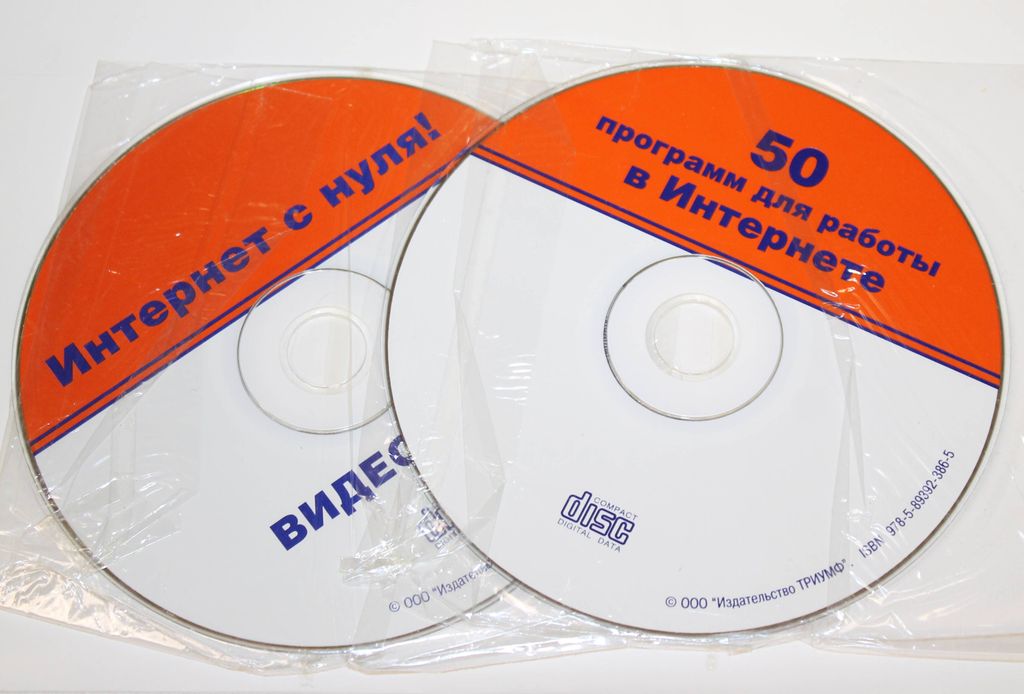 Интернет с нуля!
ВИДЕО
© ООО "Издательство
50
программ для работы
в Интернете
COMPACT
disc
DIGITAL DATA
© ООО "Издательство ТРИУМФ". ISBN 978-5-89392-386-5